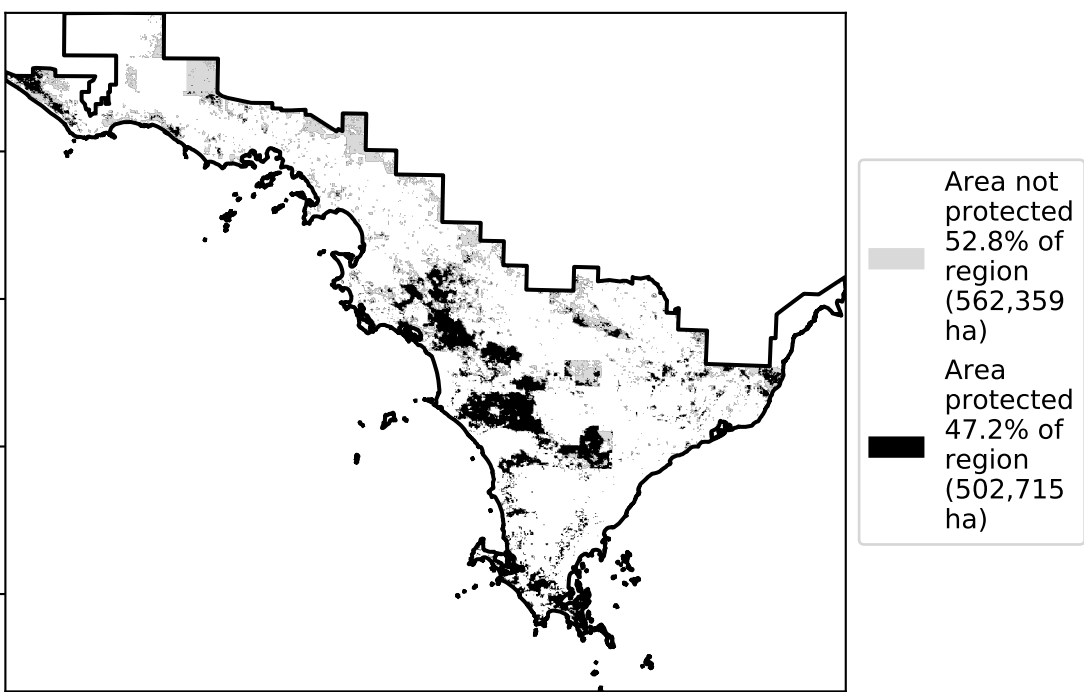 Area not
protected
52.8% of
region
(562,359
ha)
Area
protected
47.2% of
region
(502,715
ha)